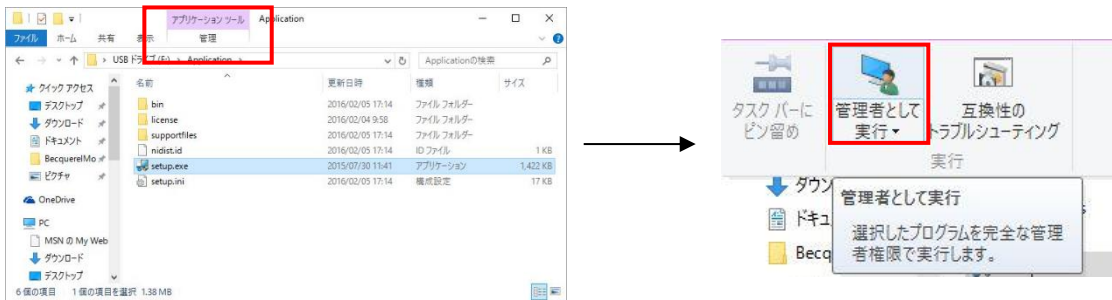 アプリケーション ツール
Application
ファイル
ホーム
共有
表示
管理
USB ドライブ (E:) > Application >
Applicationの検索
名前
更新日時
種類
サイズ
クイック アクセス
デスクトップ
ダウンロード
ドキュメント
BecquerelMo
ピクチャ
OneDrive
PC
MSN の My Web
ダウンロード
デスクトップ
bin 2016/02/05 17:14 ファイル フォルダー
license 2016/02/04 9:58 ファイル フォルダー
supportfiles 2016/02/05 17:14 ファイル フォルダー
nidist.id 2016/02/05 17:14 ID ファイル 1 KB
setup.exe 2015/07/30 11:41 アプリケーション 1,422 KB
setup.ini 2016/02/05 17:14 構成設定 17 KB
6 個の項目 1 個の項目を選択 1.38 MB
タスク バーに
ピン留め
管理者として
実行
互換性の
トラブルシューティング
実行
ダウン
ドキュ
Becq
管理者として実行
選択したプログラムを完全な管理
者権限で実行します。